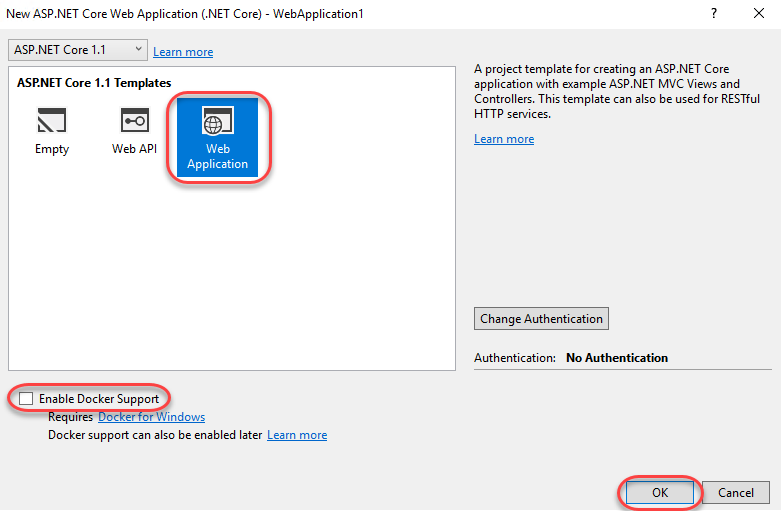 New ASP.NET Core Web Application (.NET Core) - WebApplication1
ASP.NET Core 1.1
Learn more
ASP.NET Core 1.1 Templates
Empty
Web API
Web
Application
A project template for creating an ASP.NET Core
application with example ASP.NET MVC Views and
Controllers. This template can also be used for RESTful
HTTP services.
Learn more
Change Authentication
Authentication: No Authentication
Enable Docker Support
Requires Docker for Windows
Docker support can also be enabled later Learn more
OK
Cancel